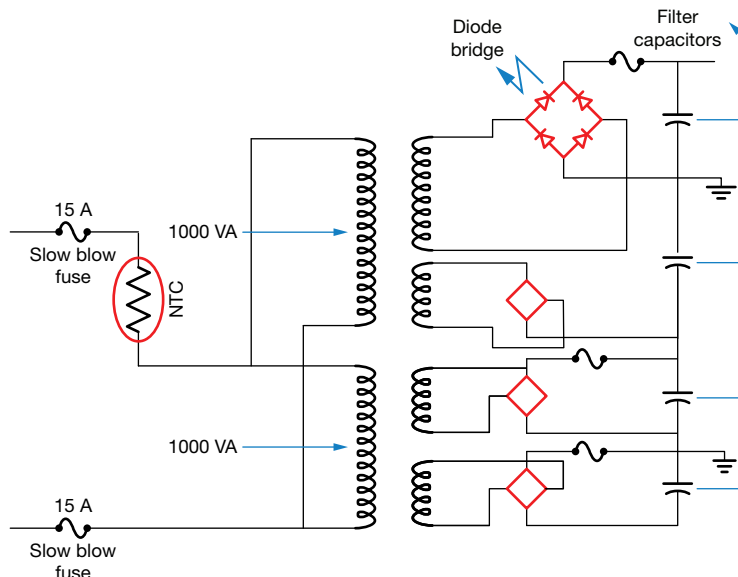 Diode
bridge
Filter
capacitors
15 A
Slow blow
fuse
NTC
1000 VA
1000 VA
15 A
Slow blow
fuse